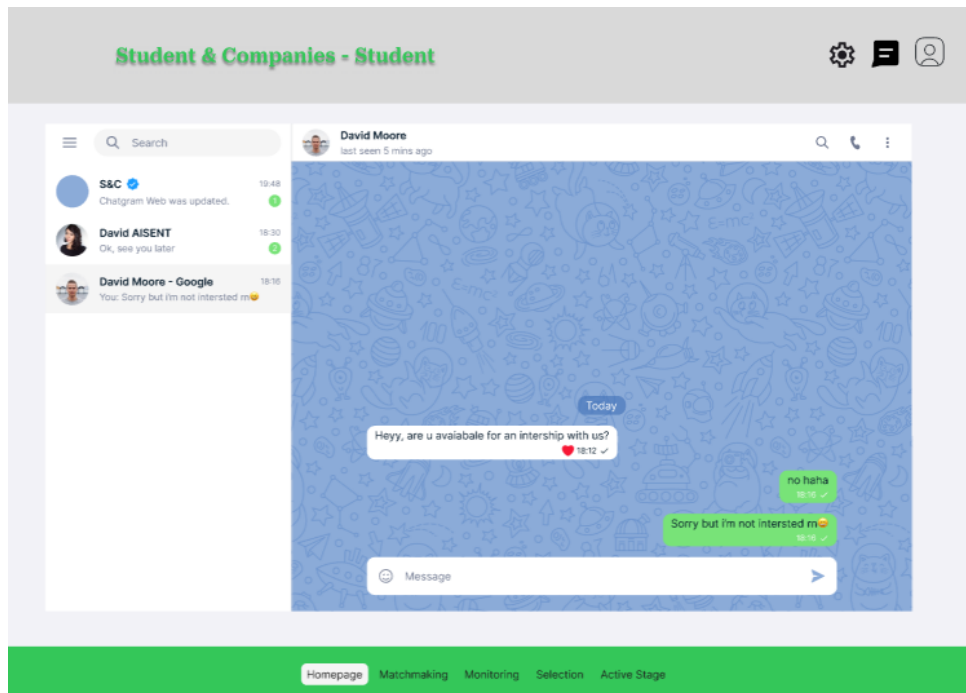 Student & Companies - Student
Search
S&C
19:48
Chatgram Web was updated.
1
David AISENT
18:30
Ok, see you later
2
David Moore - Google
18:16
You: Sorry but i'm not intersted m
David Moore
last seen 5 mins ago
Today
Heyy, are u avaiabale for an intership with us?
18:12
no haha
18:16
Sorry but i'm not intersted m
18:16
Message
Homepage Matchmaking Monitoring Selection Active Stage